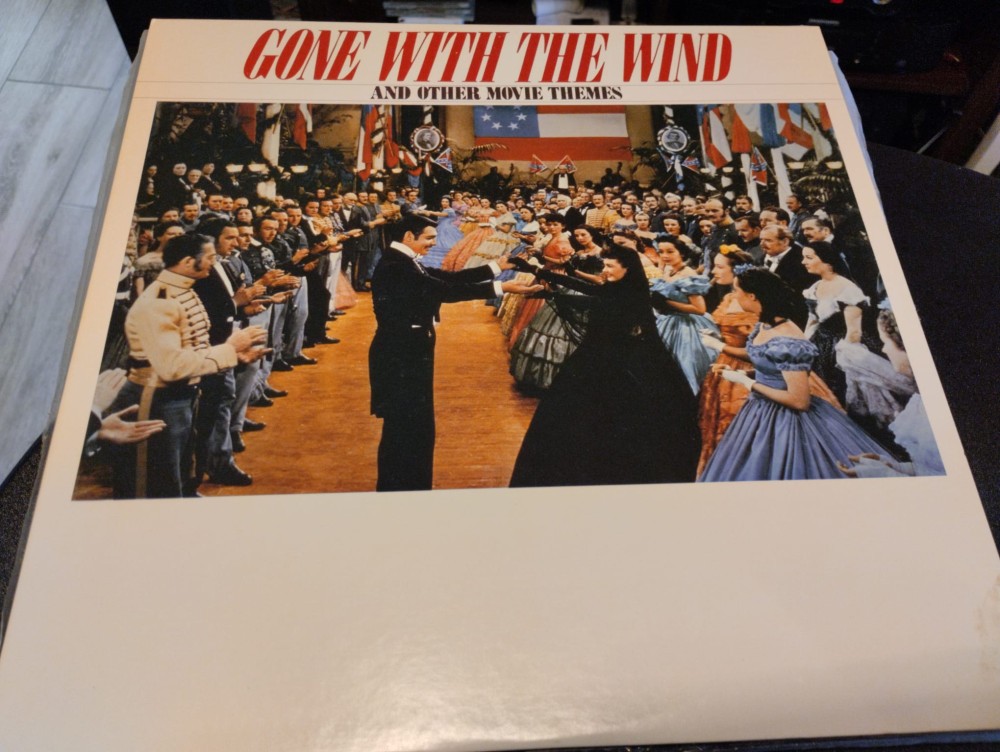 GONE WITH THE WIND
AND OTHER MOVIE THEMES